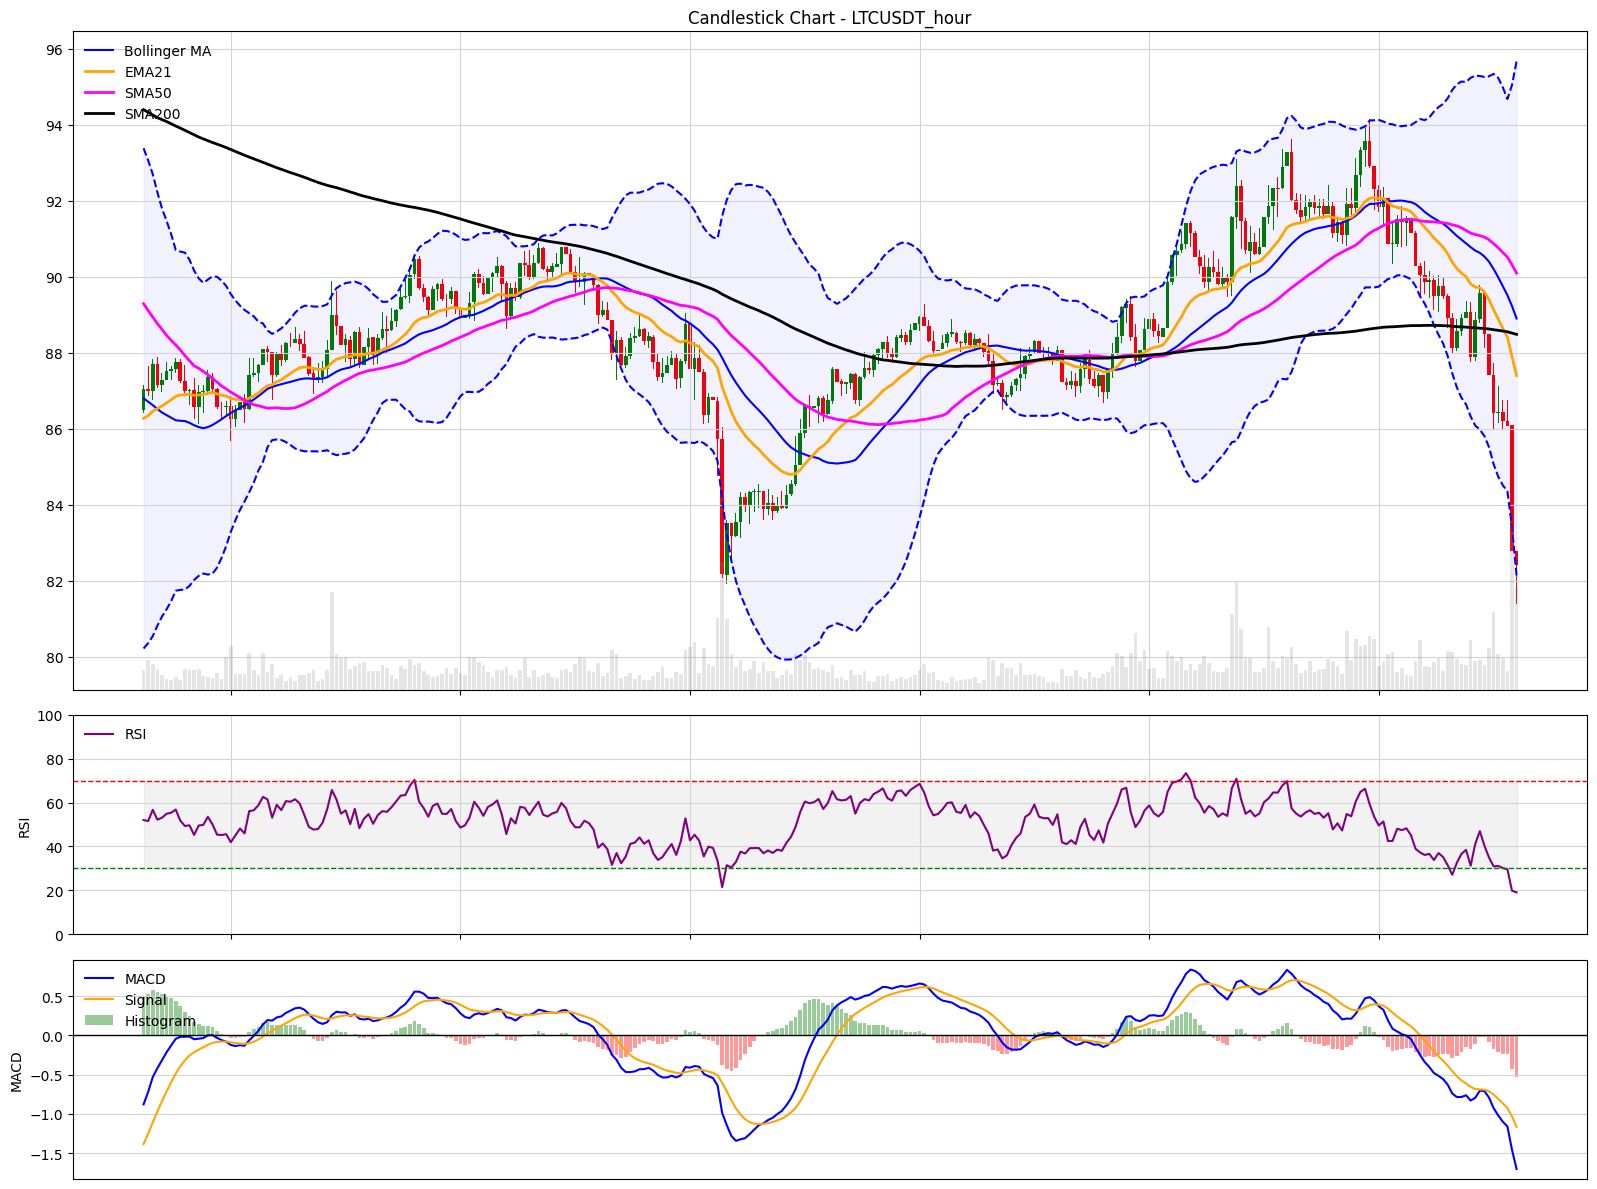 Candlestick Chart - LTCUSDT_hour
Bollinger MA
EMA21
SMA50
SMA200
96
94
92
90
88
86
84
82
80
RSI
100
80
60
40
20
0
RSI
MACD
Signal
Histogram
0.5
0.0
−0.5
−1.0
−1.5
MACD